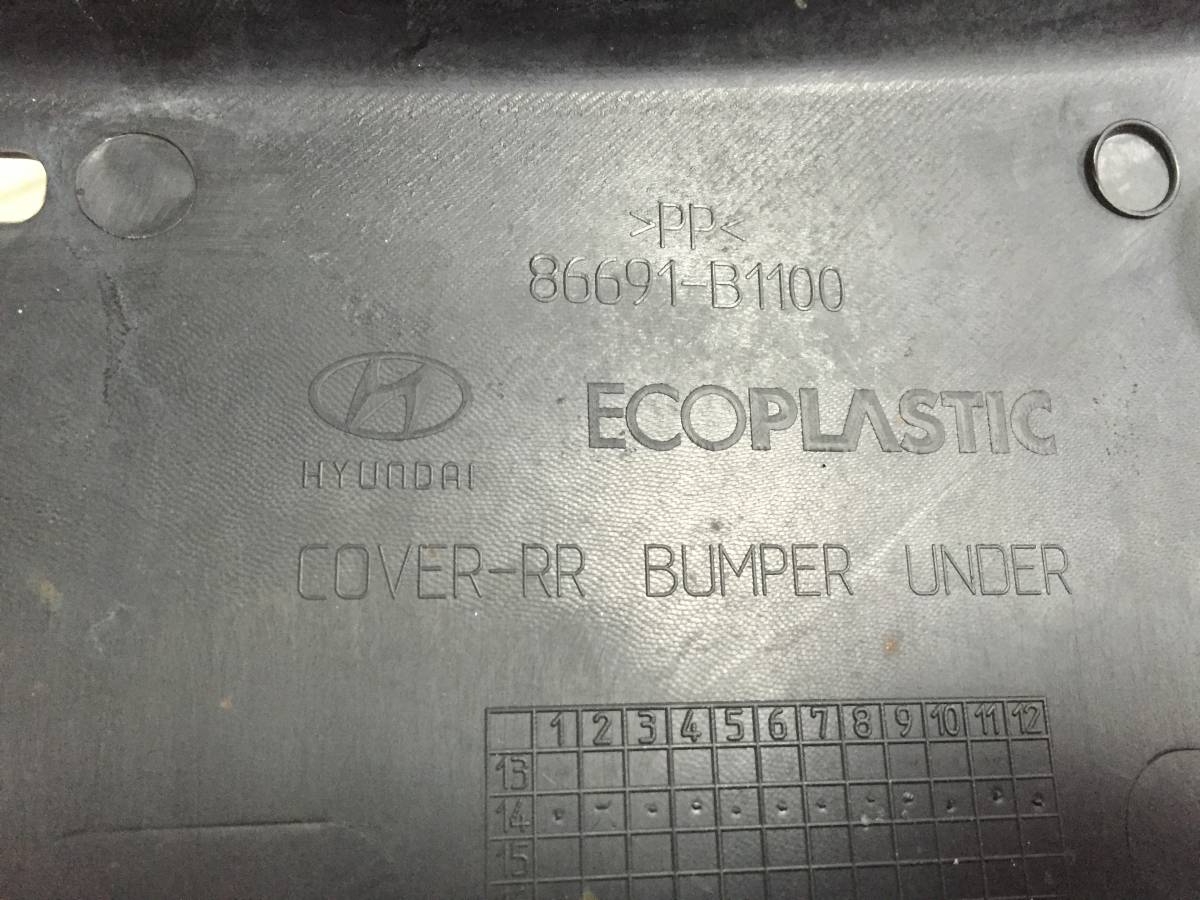 >PP<
86691-B1100
HYUNDAI
ECOPLASTIC
COVER-RR BUMPER UNDER
1 2 3 4 5 6 7 8 9 10 11 12
13
14
15